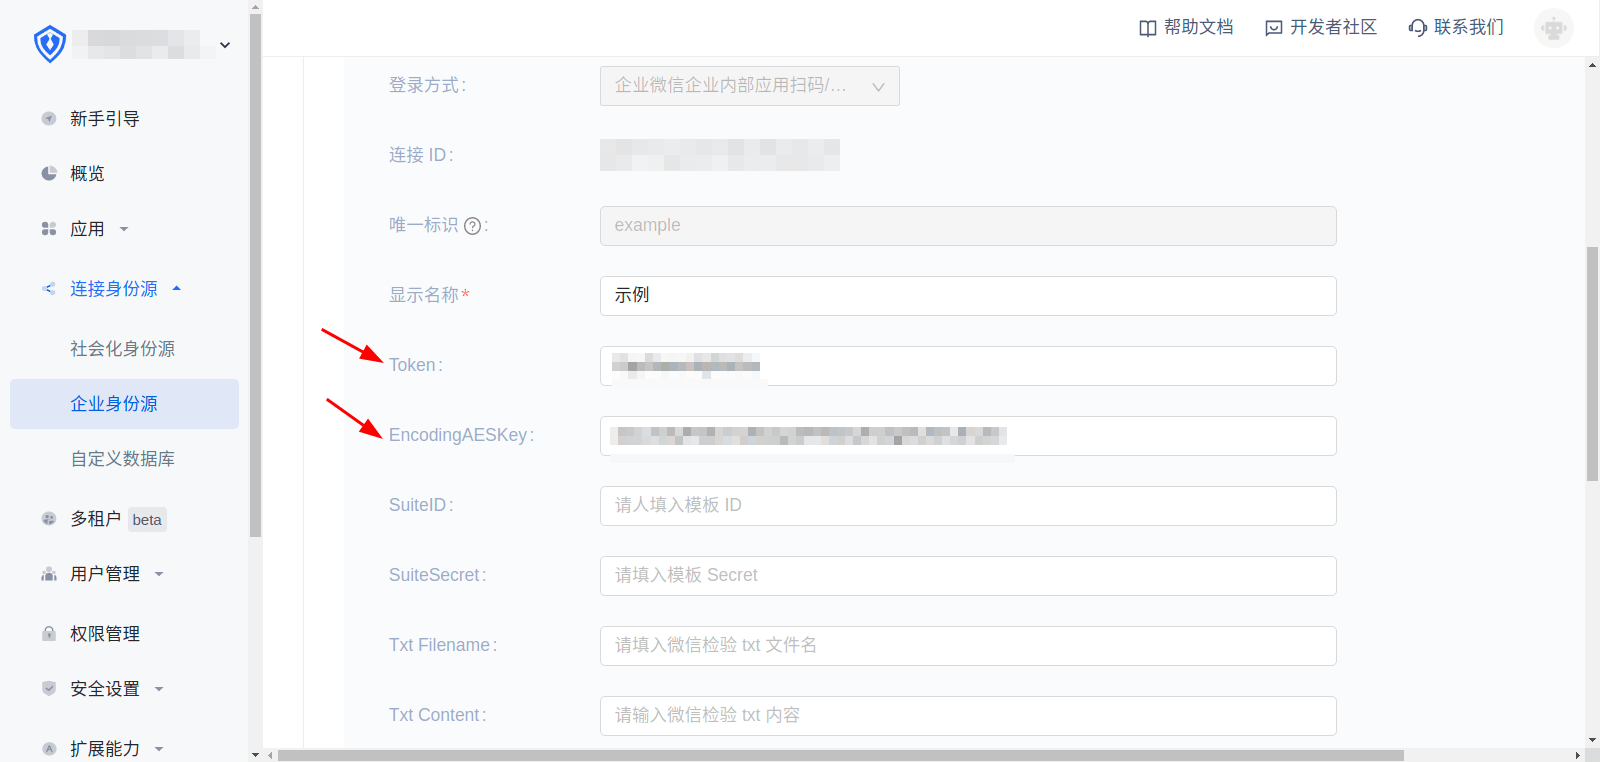 帮助文档
开发者社区
联系我们
新手引导
概览
应用
连接身份源
社会化身份源
企业身份源
自定义数据库
多租户 beta
用户管理
权限管理
安全设置
扩展能力
登录方式:
企业微信企业内部应用扫码/...
连接 ID:
唯一标识 ? :
example
显示名称*
示例
Token:
EncodingAESKey:
SuiteID:
请人填入模板 ID
SuiteSecret:
请填入模板 Secret
Txt Filename:
请填入微信检验 txt 文件名
Txt Content:
请输入微信检验 txt 内容